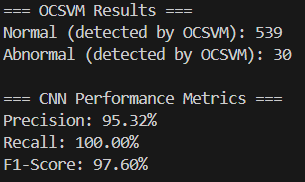 === OCSVM Results ===
Normal (detected by OCSVM): 539
Abnormal (detected by OCSVM): 30
=== CNN Performance Metrics ===
Precision: 95.32%
Recall: 100.00%
F1-Score: 97.60%